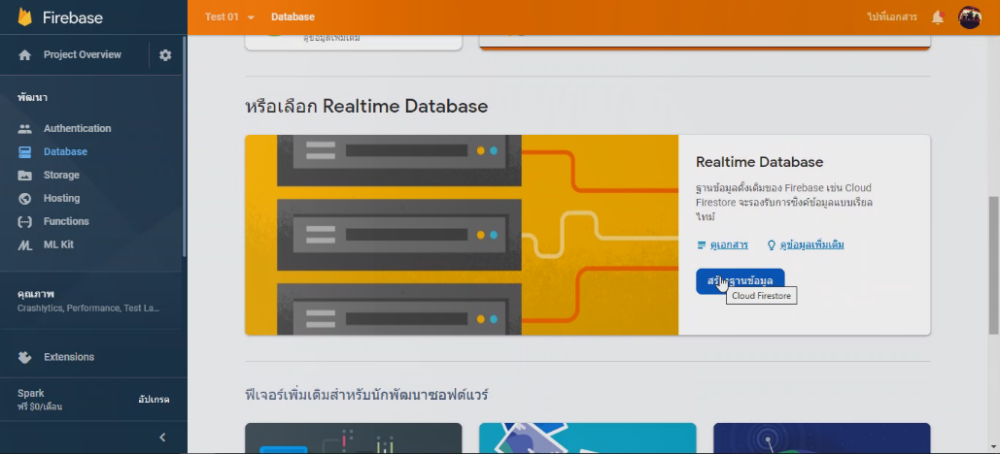 Firebase
Test 01
Database
ไปที่เอกสาร
Project Overview
พัฒนา
Authentication
Database
Storage
Hosting
Functions
ML Kit
คุณภาพ
Crashlytics, Performance, Test La...
Extensions
Spark
ฟรี $0/เดือน
อัปเกรด
ดูข้อมูลเพิ่มเติม
หรือเลือก Realtime Database
Realtime Database
ฐานข้อมูลดั้งเดิมของ Firebase เช่น Cloud
Firestore จะรองรับการซิงค์ข้อมูลแบบเรียล
ไทม์
ดูเอกสาร
ดูข้อมูลเพิ่มเติม
สร้างฐานข้อมูล
Cloud Firestore
ฟีเจอร์เพิ่มเติมสำหรับนักพัฒนาซอฟต์แวร์